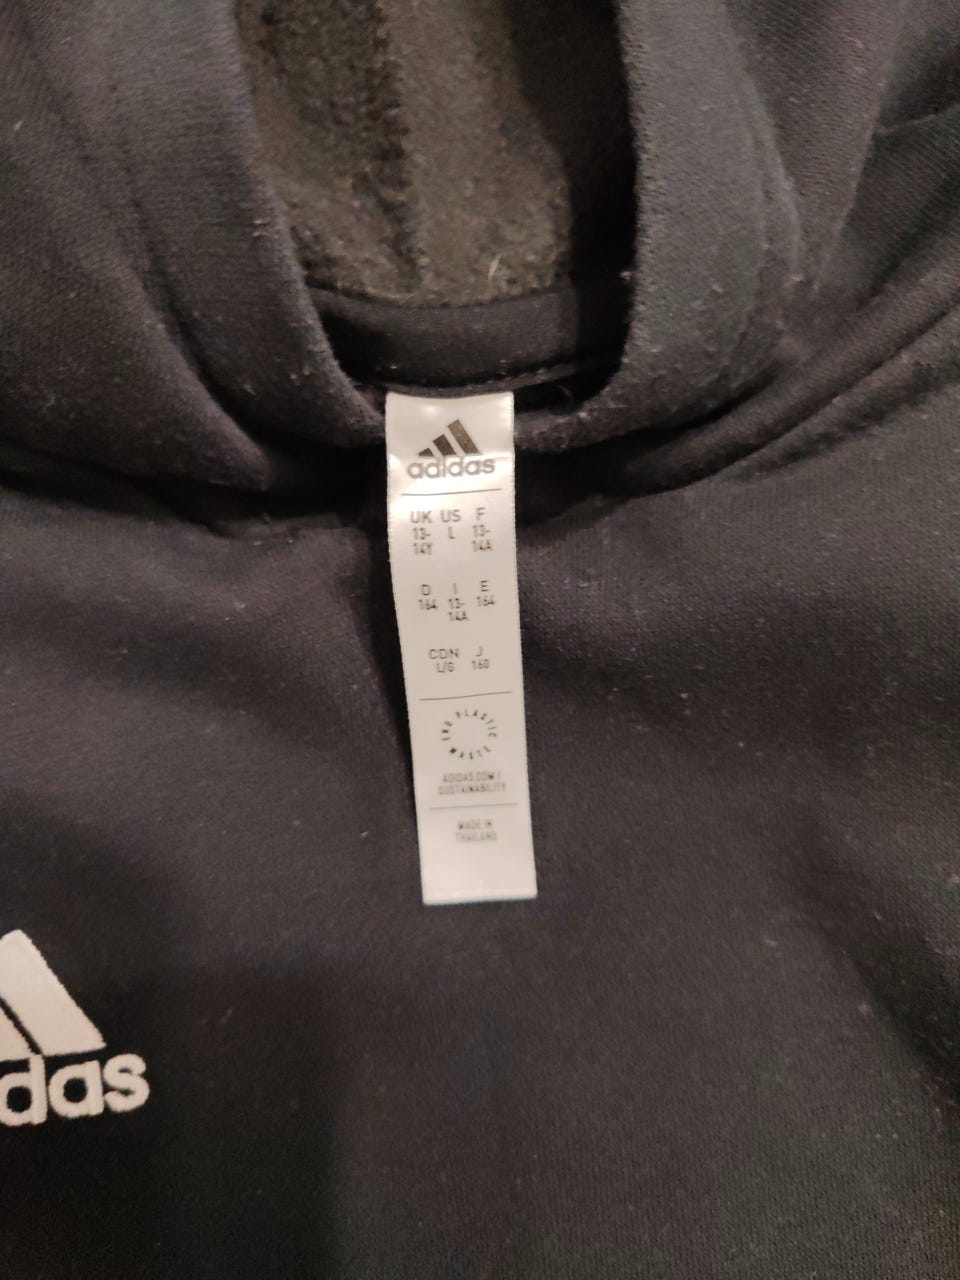 adidas
UK US F
13-14Y L 13-14A
D I E
164 13-14A 164
CDN J
L/G 160
END PLASTIC WASTE
ADIDAS.COM/
SUSTAINABILITY
MADE IN
THAILAND
das